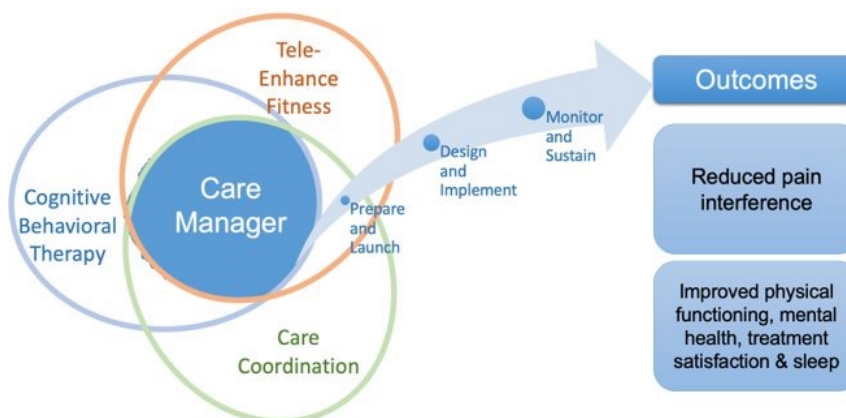 Tele-
Enhance
Fitness
Cognitive
Behavioral
Therapy
Care
Manager
Care
Coordination
Prepare
and
Launch
Design
and
Implement
Monitor
and
Sustain
Outcomes
Reduced pain
interference
Improved physical
functioning, mental
health, treatment
satisfaction & sleep